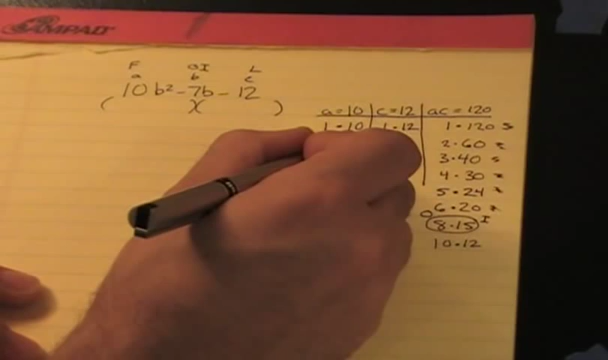 AMPAD
F OI L
a b c
10b² - 7b - 12
( )( )
a = 10 c = 12 ac = 120
1 · 10 1 · 12 1 · 120
2 · 60
3 · 40
4 · 30
5 · 24
6 · 20
O 8 · 15 I
10 · 12